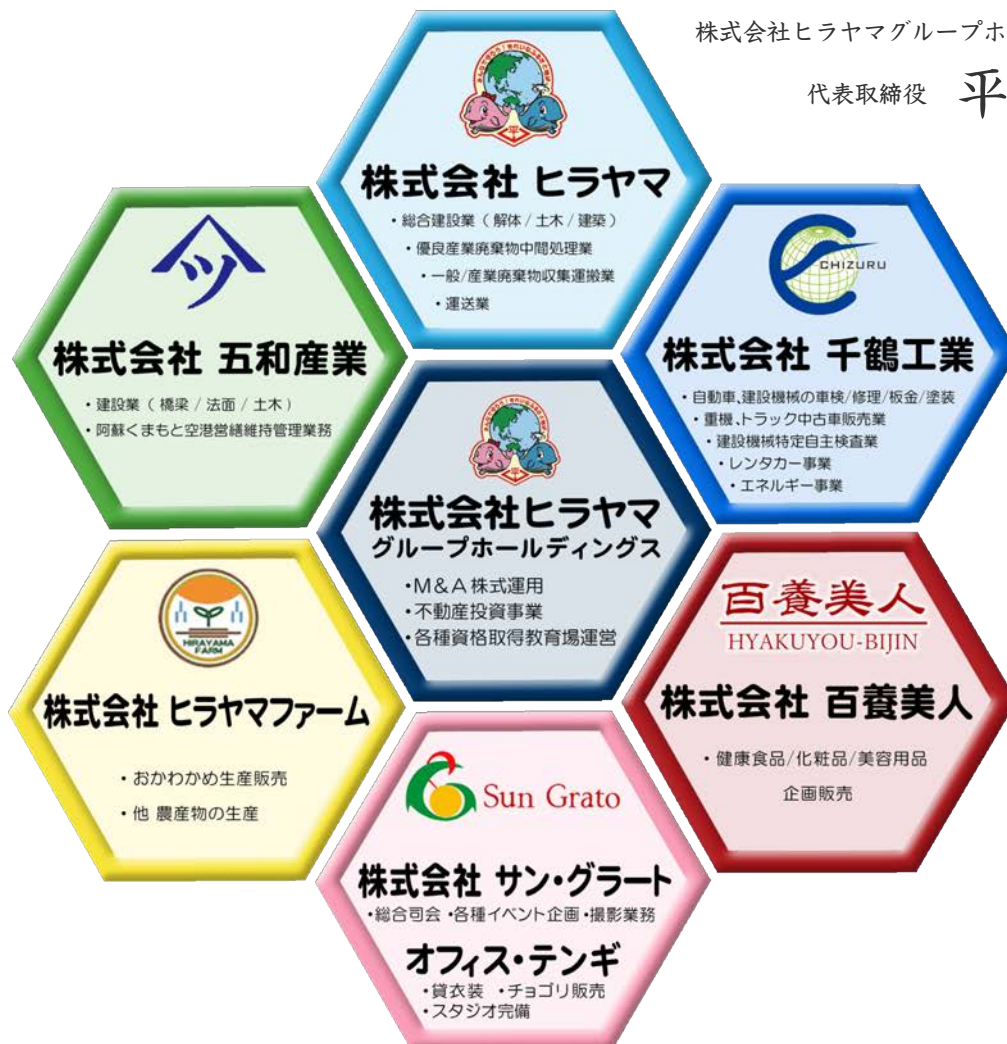 株式会社ヒラヤマグループホ
代表取締役 平
株式会社 ヒラヤマ
・総合建設業（解体/土木/建築）
・優良産業廃棄物中間処理業
・一般/産業廃棄物収集運搬業
・運送業
ツ
株式会社 五和産業
・建設業（橋梁/法面/土木）
・阿蘇くまもと空港営繕維持管理業務
CHIZURU
株式会社 千鶴工業
・自動車、建設機械の車検/修理/板金/塗装
・重機、トラック中古車販売業
・建設機械特定自主検査業
・レンタカー事業
・エネルギー事業
平
株式会社ヒラヤマ
グループホールディングス
・M&A 株式運用
・不動産投資事業
・各種資格取得教育場運営
HIRAYAMA
FARM
株式会社 ヒラヤマファーム
・おかわかめ生産販売
・他 農産物の生産
百養美人
HYAKUYOU-BIJIN
株式会社 百養美人
・健康食品/化粧品/美容用品
企画販売
Sun Grato
株式会社 サン・グラート
・総合司会 ・各種イベント企画 ・撮影業務
オフィス・テンギ
・貸衣装 ・チョゴリ販売
・スタジオ完備